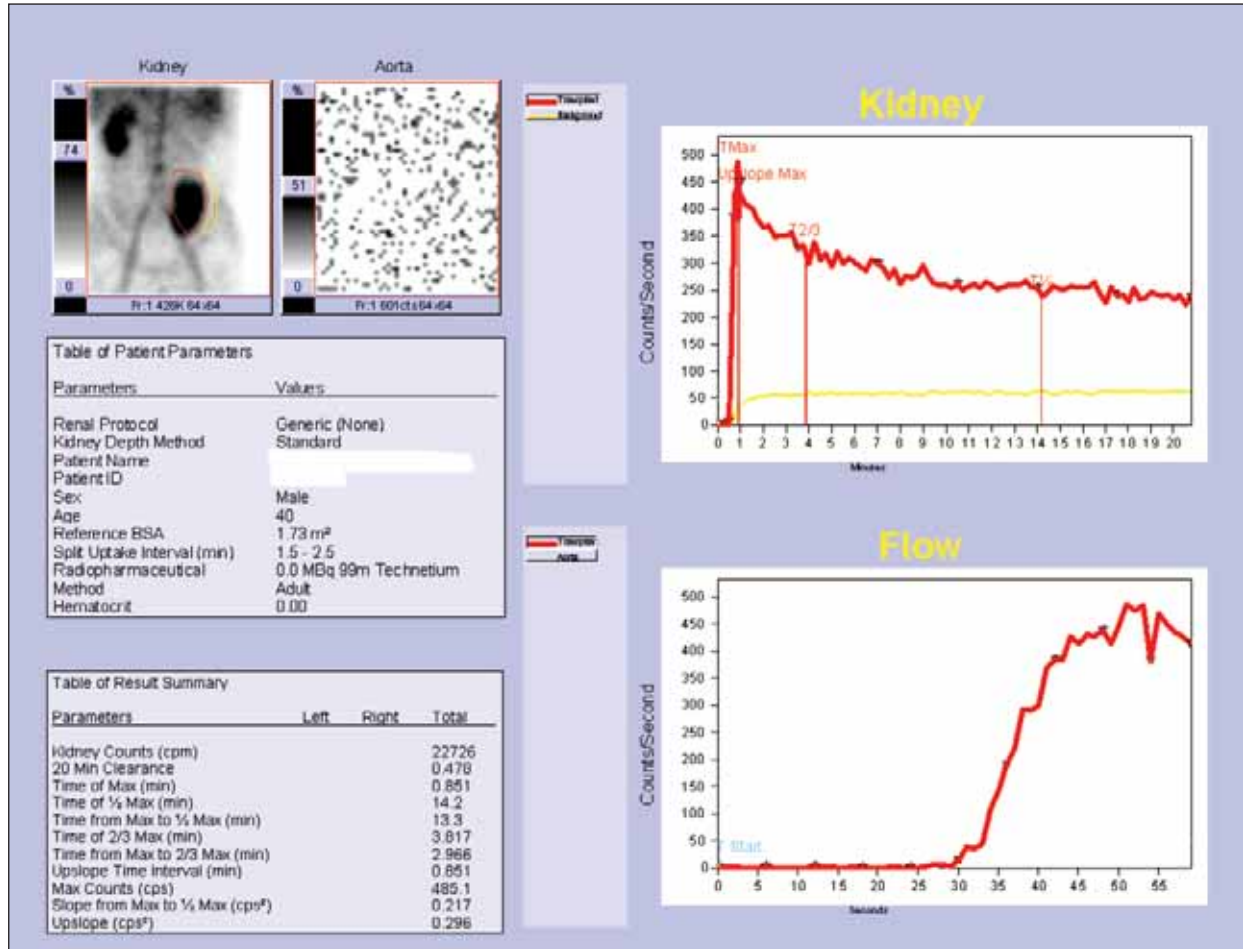 Kidney
Aorta
%
74
0
Fr:1 426K 64x64
%
51
0
Fr:1 601cts 64x64
Table of Patient Parameters
Parameters Values
Renal Protocol Generic (None)
Kidney Depth Method Standard
Patient Name
Patient ID
Sex Male
Age 40
Reference BSA 1.73 m²
Split Uptake Interval (min) 1.5 - 2.5
Radiopharmaceutical 0.0 MBq 99m Technetium
Method Adult
Hematocrit 0.00
Table of Result Summary
Parameters Left Right Total
Kidney Counts (cpm) 22726
20 Min Clearance 0.478
Time of Max (min) 0.851
Time of ½ Max (min) 14.2
Time from Max to ½ Max (min) 13.3
Time of 2/3 Max (min) 3.817
Time from Max to 2/3 Max (min) 2.966
Upslope Time Interval (min) 0.851
Max Counts (cps) 485.1
Slope from Max to ½ Max (cps²) 0.217
Upslope (cps²) 0.296
Transplant
Background
Kidney
TMax
Upslope Max
T2/3
T½
Counts/Second
500
450
400
350
300
250
200
150
100
50
0
0 1 2 3 4 5 6 7 8 9 10 11 12 13 14 15 16 17 18 19 20
Minutes
Transplant
Aorta
Flow
T Start
Counts/Second
500
450
400
350
300
250
200
150
100
50
0
0 5 10 15 20 25 30 35 40 45 50 55
Seconds